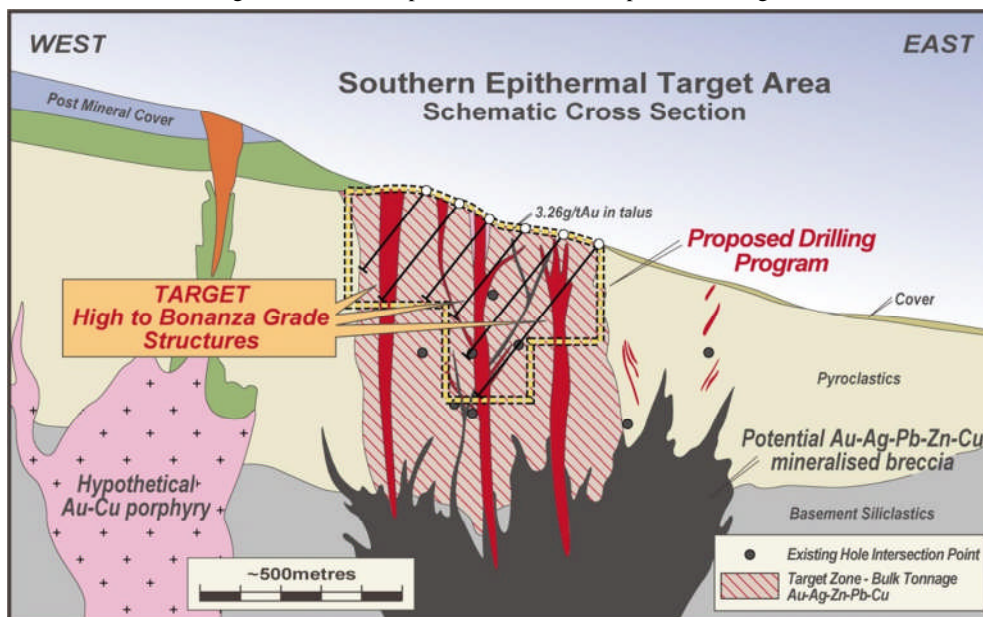 WEST
EAST
Southern Epithermal Target Area
Schematic Cross Section
Post Mineral Cover
3.26g/tAu in talus
Proposed Drilling
Program
TARGET
High to Bonanza Grade
Structures
Cover
Pyroclastics
Potential Au-Ag-Pb-Zn-Cu
mineralised breccia
Hypothetical
Au-Cu porphyry
Basement Siliclastics
~500metres
Existing Hole Intersection Point
Target Zone - Bulk Tonnage
Au-Ag-Zn-Pb-Cu